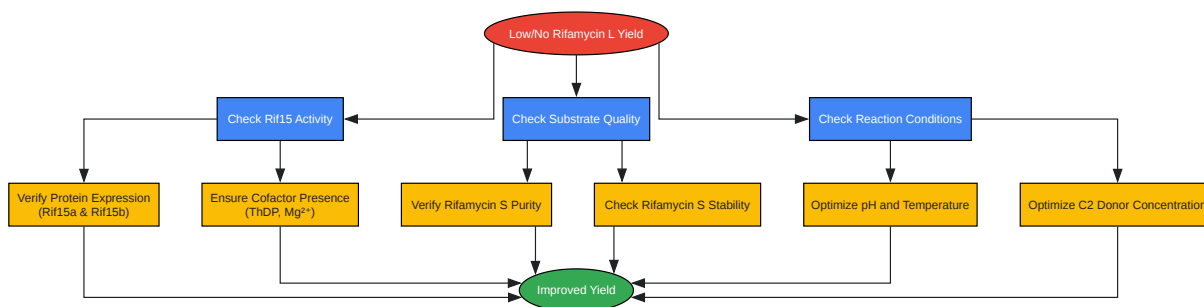 Low/No Rifamycin L Yield
Check Rif15 Activity
Check Substrate Quality
Check Reaction Conditions
Verify Protein Expression
(Rif15a & Rif15b)
Ensure Cofactor Presence
(ThDP, Mg²⁺)
Verify Rifamycin S Purity
Check Rifamycin S Stability
Optimize pH and Temperature
Optimize C2 Donor Concentration
Improved Yield